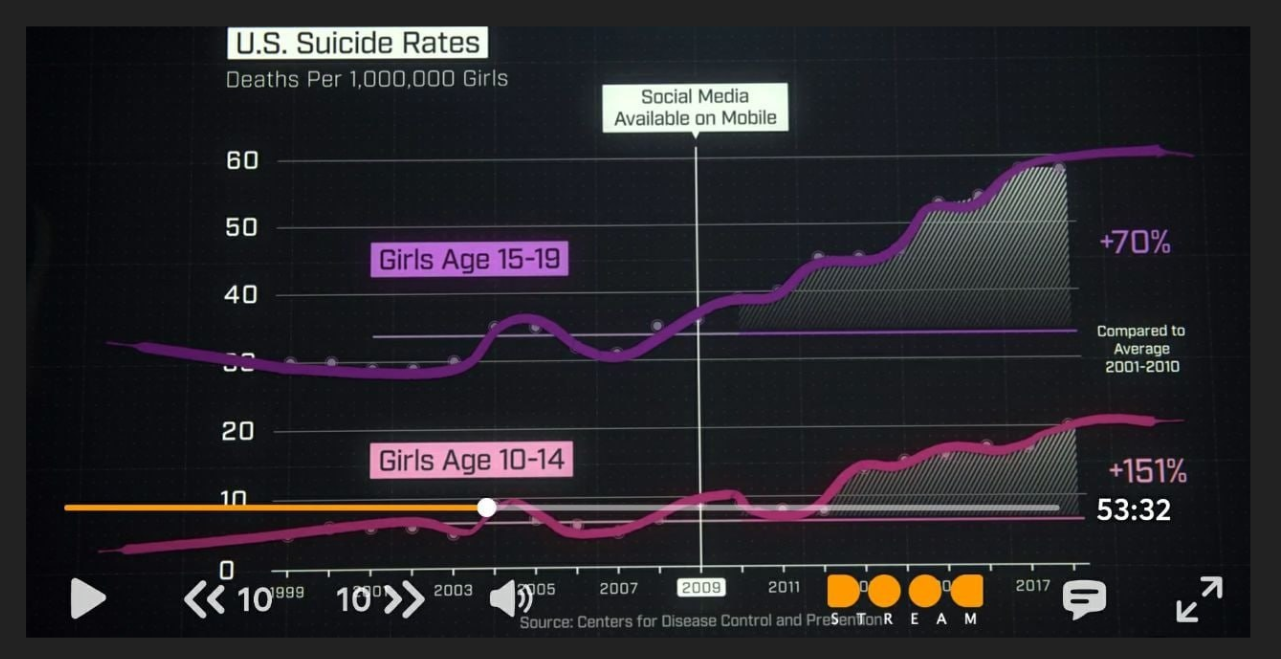 U.S. Suicide Rates
Deaths Per 1,000,000 Girls
Social Media
Available on Mobile
60
50
Girls Age 15-19
+70%
40
Compared to
Average
2001-2010
30
20
Girls Age 10-14
+151%
10
53:32
0
10 1999 10 2001 2003 2005 2007 2009 2011 2017
STREAM
Source: Centers for Disease Control and Prevention